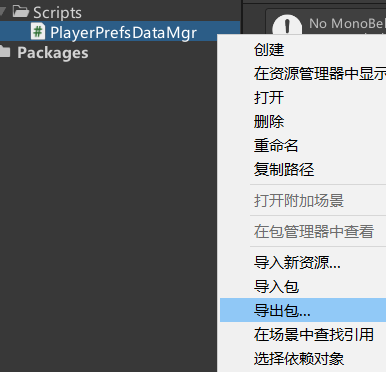 Scripts
PlayerPrefsDataMgr
Packages
No MonoBe
创建
在资源管理器中显示
打开
删除
重命名
复制路径
打开附加场景
在包管理器中查看
导入新资源...
导入包
导出包...
在场景中查找引用
选择依赖对象